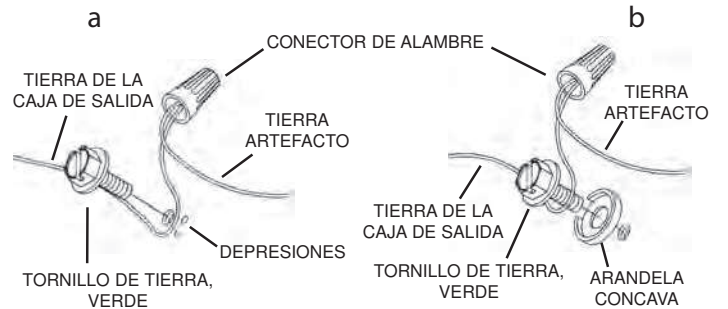 a
b
CONECTOR DE ALAMBRE
TIERRA DE LA
CAJA DE SALIDA
TIERRA
ARTEFACTO
DEPRESIONES
TORNILLO DE TIERRA,
VERDE
TIERRA
ARTEFACTO
TIERRA DE LA
CAJA DE SALIDA
TORNILLO DE TIERRA,
VERDE
ARANDELA
CONCAVA